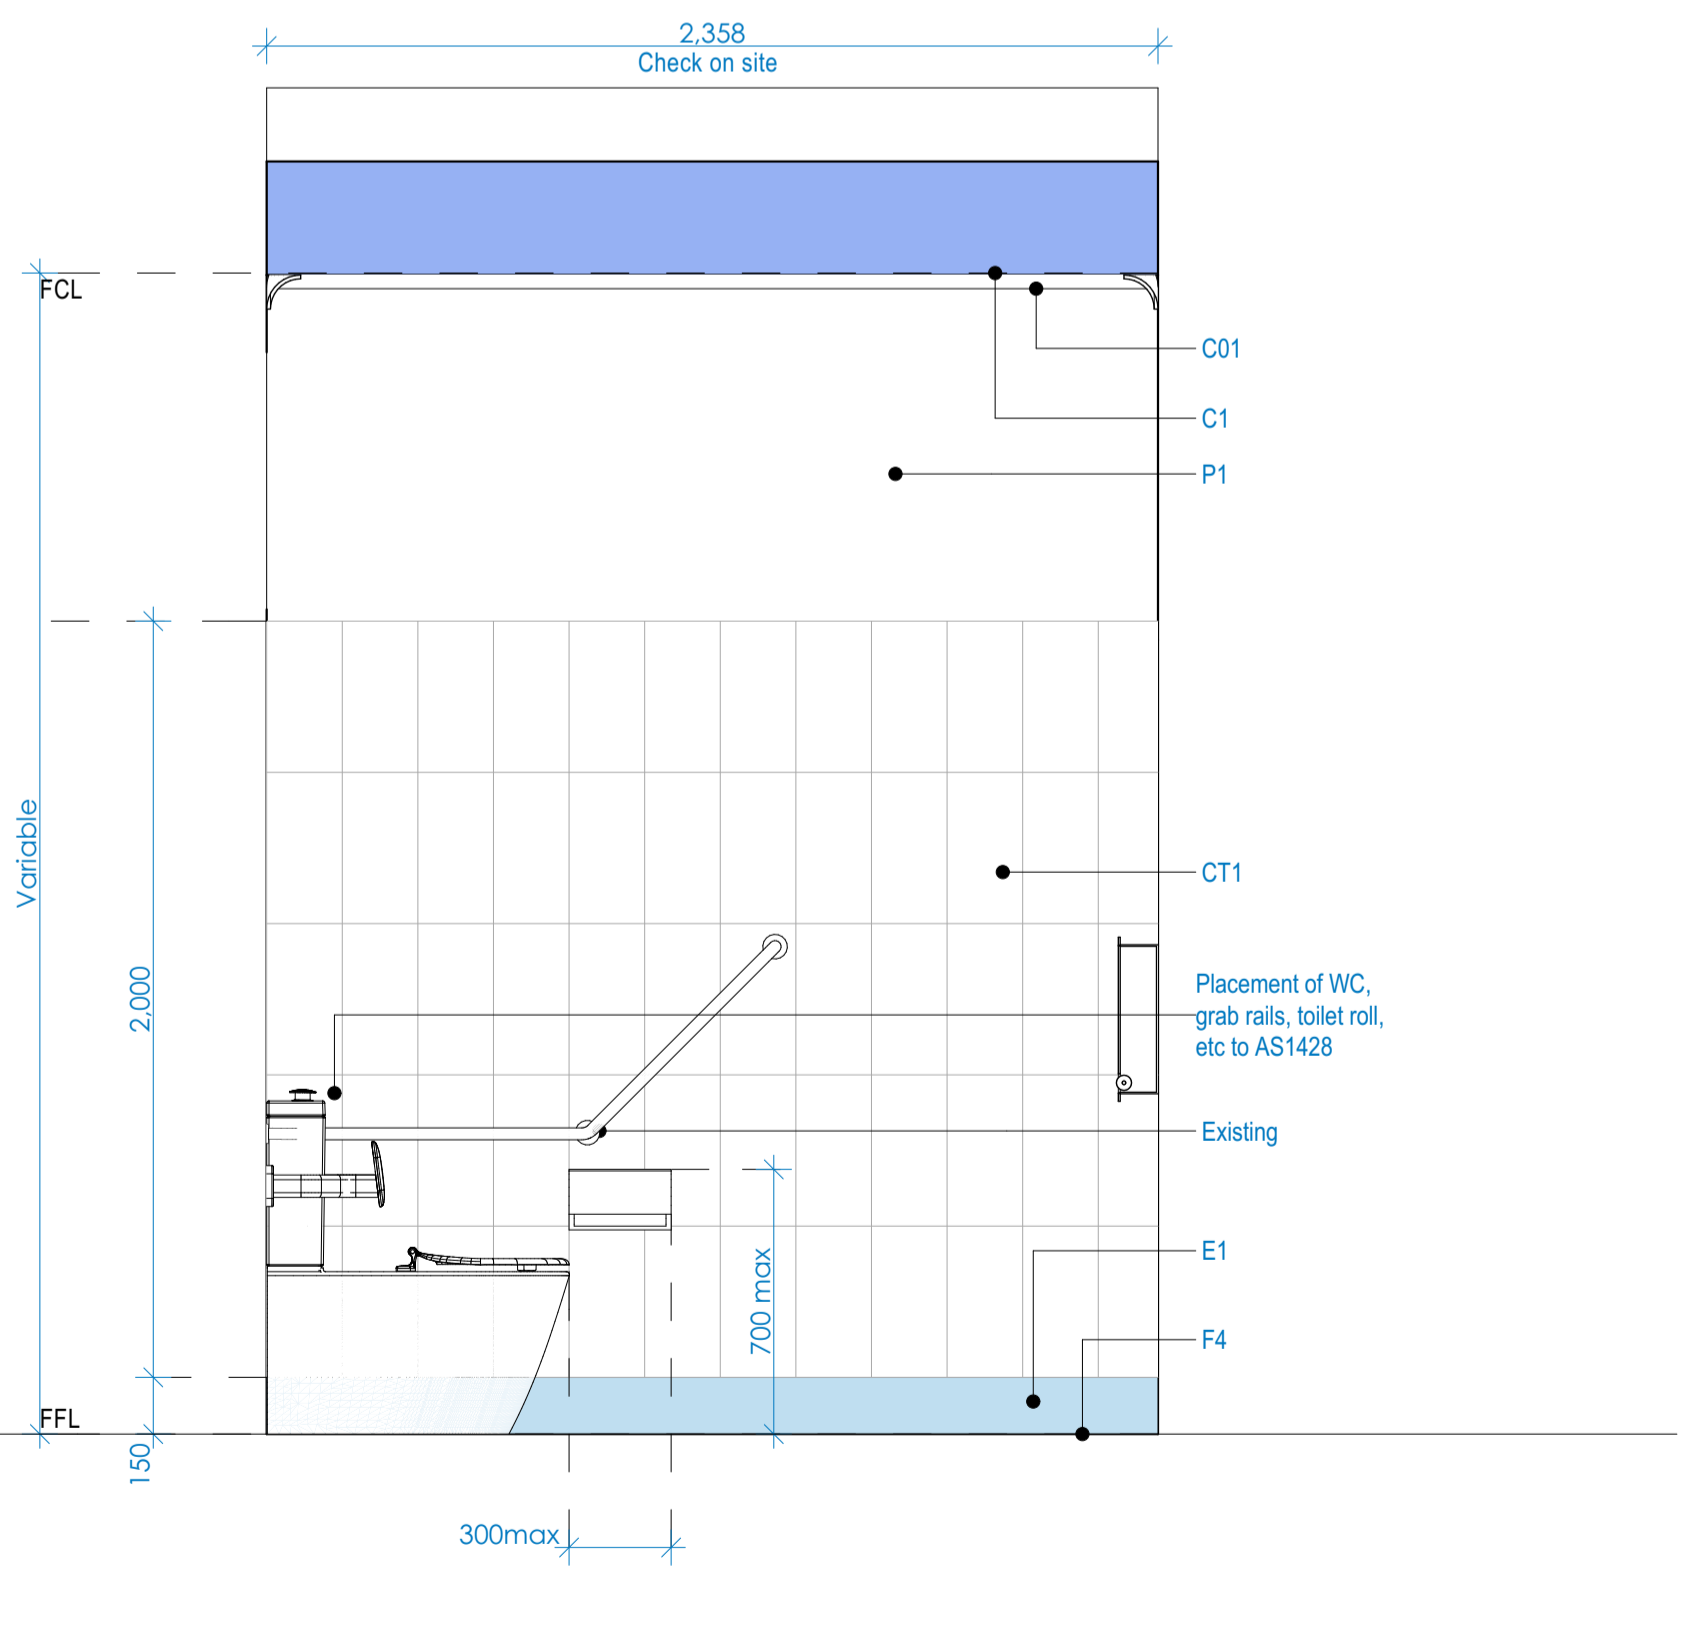 2,358
Check on site
FCL
C01
C1
P1
Variable
CT1
2,000
Placement of WC,
grab rails, toilet roll,
etc to AS1428
Existing
E1
700 max
F4
FFL
150
300max